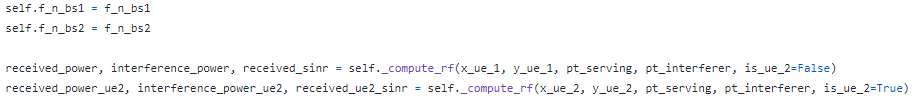 self.f_n_bs1 = f_n_bs1
self.f_n_bs2 = f_n_bs2
received_power, interference_power, received_sinr = self._compute_rf(x_ue_1, y_ue_1, pt_serving, pt_interferer, is_ue_2=False)
received_power_ue2, interference_power_ue2, received_ue2_sinr = self._compute_rf(x_ue_2, y_ue_2, pt_serving, pt_interferer, is_ue_2=True)